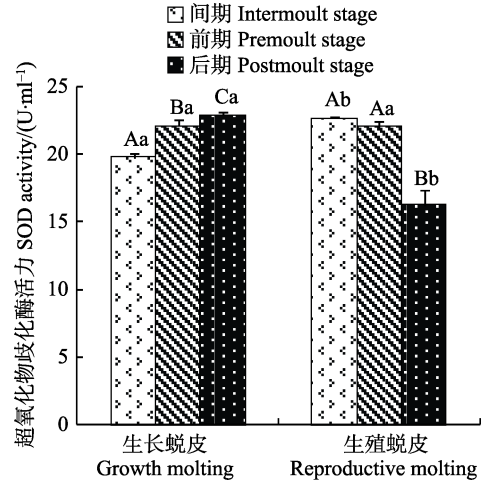 间期 Intermoult stage
前期 Premoult stage
后期 Postmoult stage
超氧化物歧化酶活力 SOD activity/(U·ml⁻¹)
25
20
15
10
5
0
Aa
Ba
Ca
Ab
Aa
Bb
生长蜕皮
Growth molting
生殖蜕皮
Reproductive molting